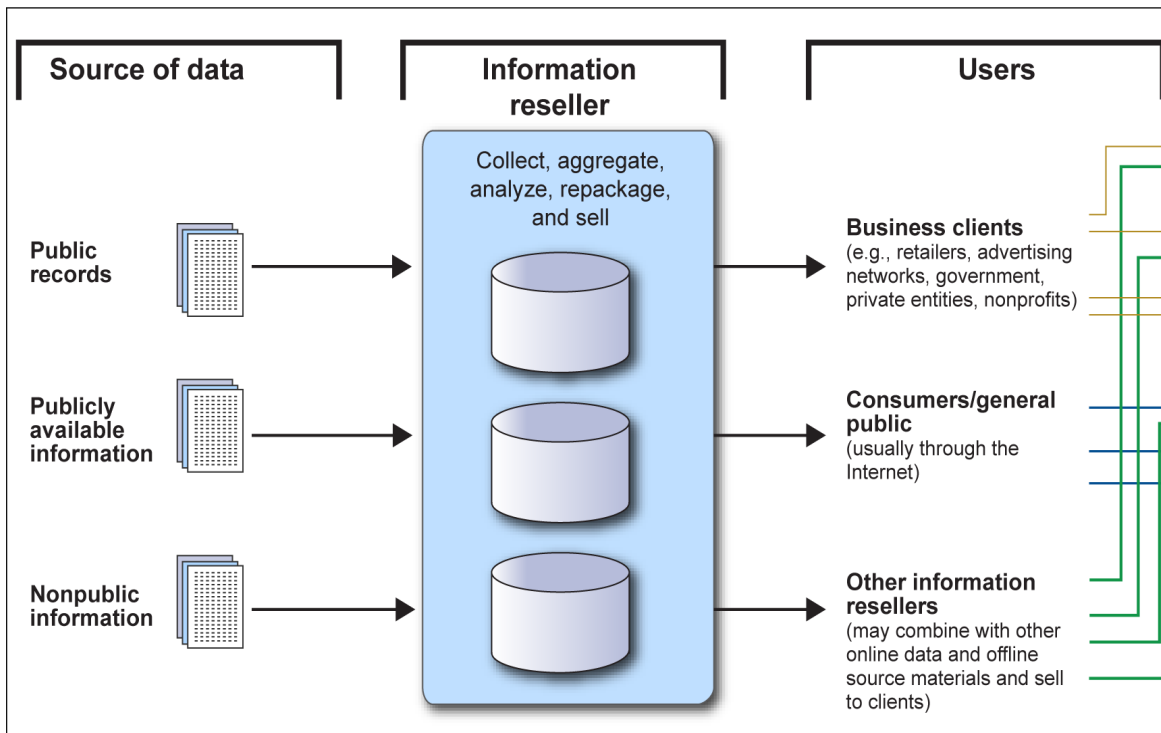 Source of data
Information
reseller
Users
Collect, aggregate,
analyze, repackage,
and sell
Public
records
Publicly
available
information
Nonpublic
information
Business clients
(e.g., retailers, advertising
networks, government,
private entities, nonprofits)
Consumers/general
public
(usually through the
Internet)
Other information
resellers
(may combine with other
online data and offline
source materials and sell
to clients)